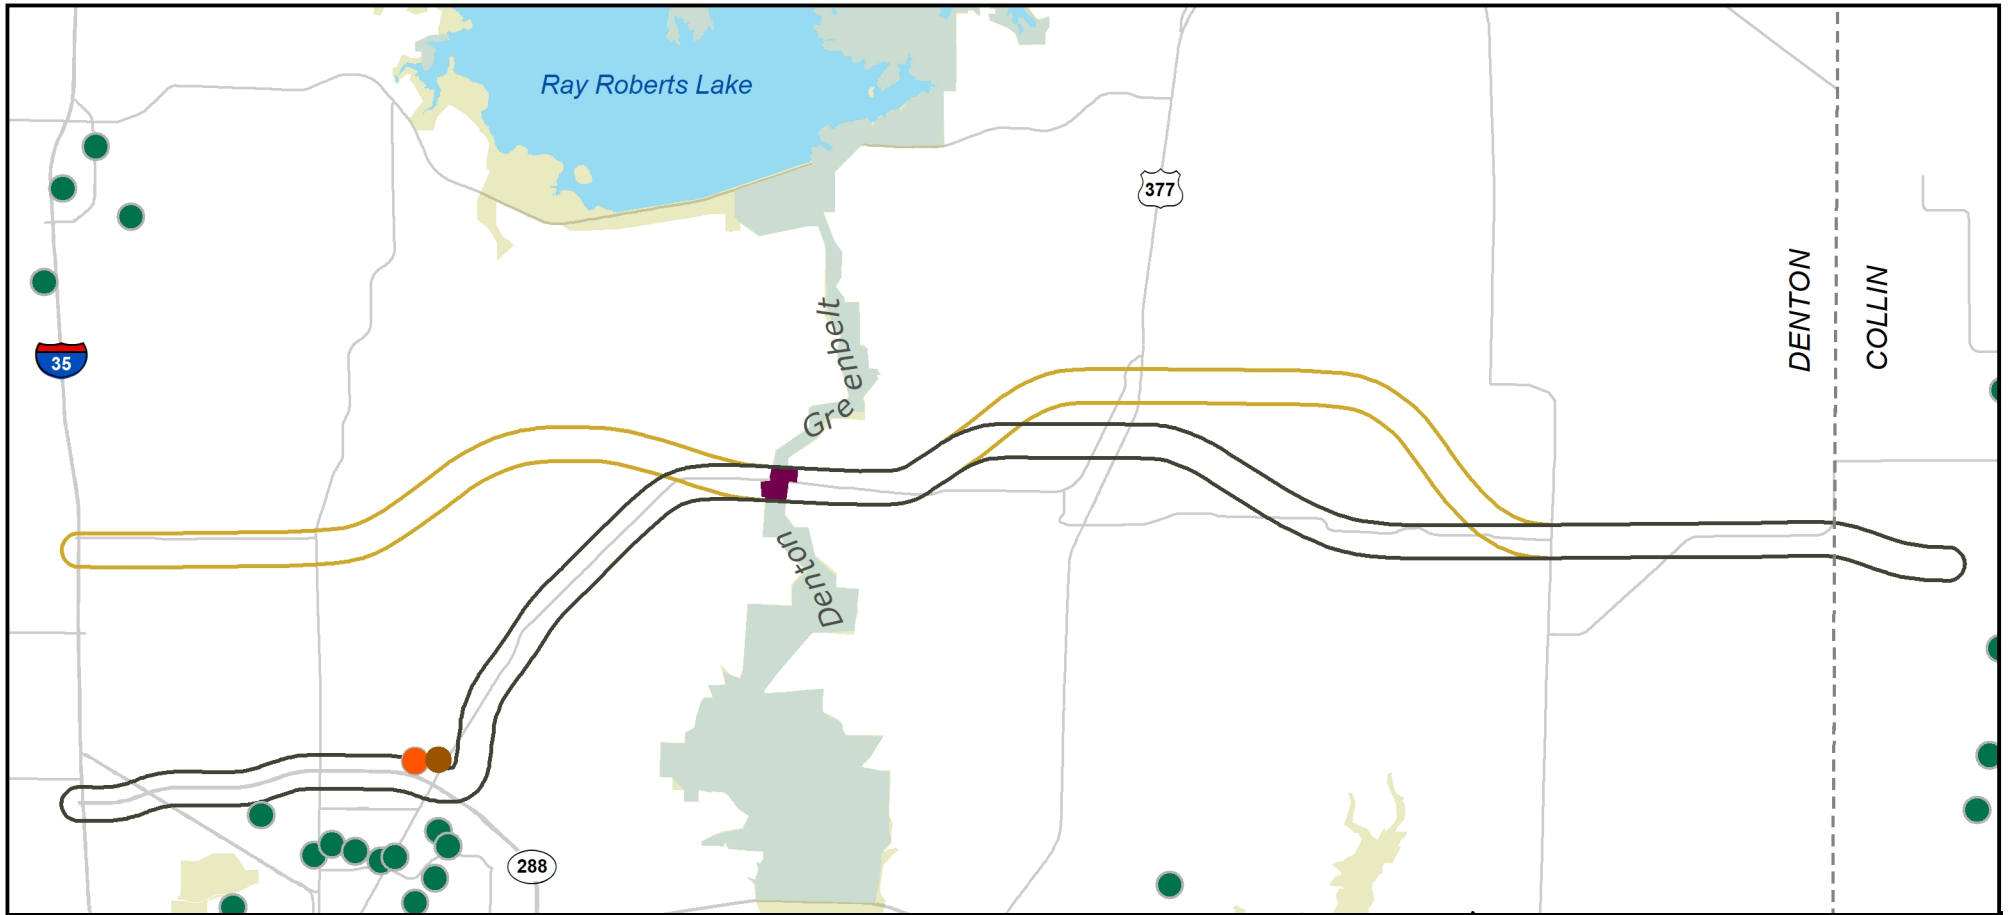 Ray Roberts Lake
377
DENTON
COLLIN
35
Denton
Greenbelt
288